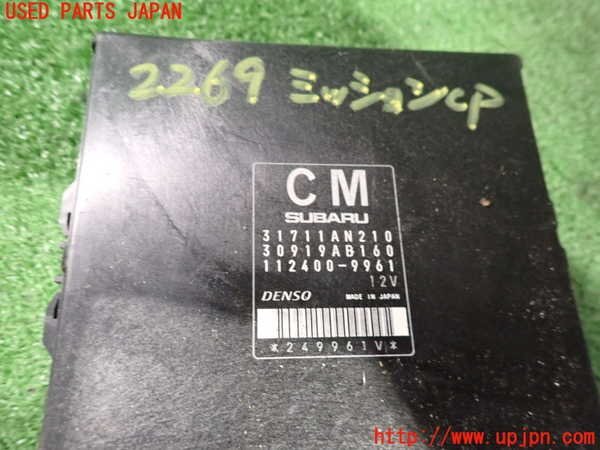 USED PARTS JAPAN
2269 ミッションCP
CM
SUBARU
31711AN210
30919AB160
112400-9961
12V
DENSO MADE IN JAPAN
*249961V*
http://www.upjpn.com